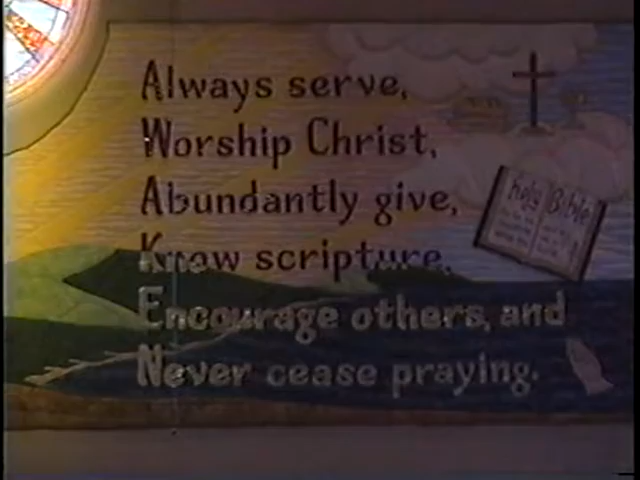 Always serve,
Worship Christ,
Abundantly give,
Know scripture,
Encourage others, and
Never cease praying.
Holy Bible